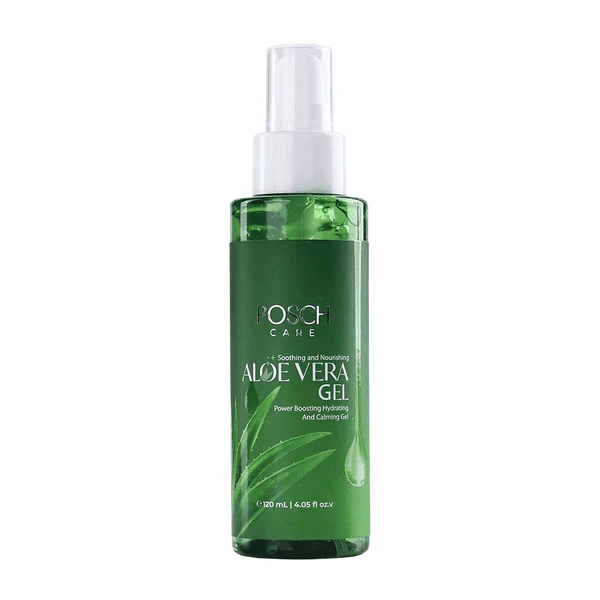 POSCH
CARE
Soothing and Nourishing
ALOE VERA
GEL
Power Boosting Hydrating
And Calming Gel
℮120 mL | 4.05 fl oz.v